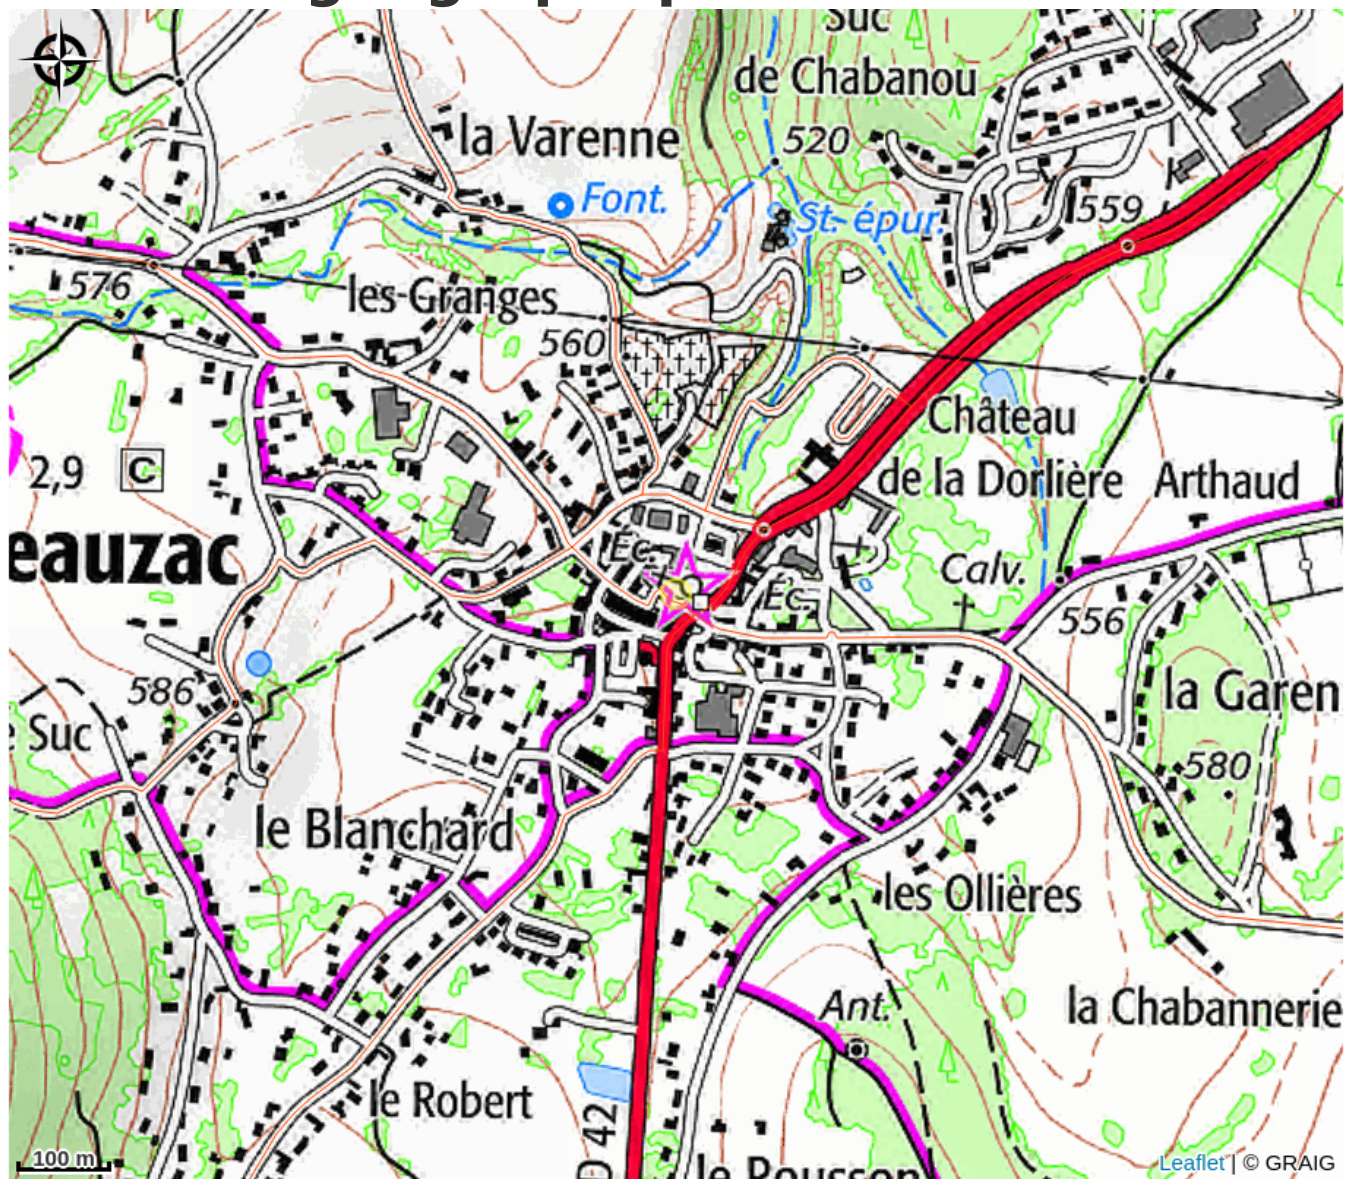 Suc
de Chabanou
la Varenne
520
Font.
St. épur.
559
576
les Granges
560
Château
de la Dorlière
Arthaud
2,9
C
eauzac
Éc.
Éc.
Calv.
556
586
la Garen
e Suc
580
le Blanchard
les Ollières
Ant.
la Chabannerie
le Robert
D 42
le Rousson
100 m
Leaflet | © GRAIG